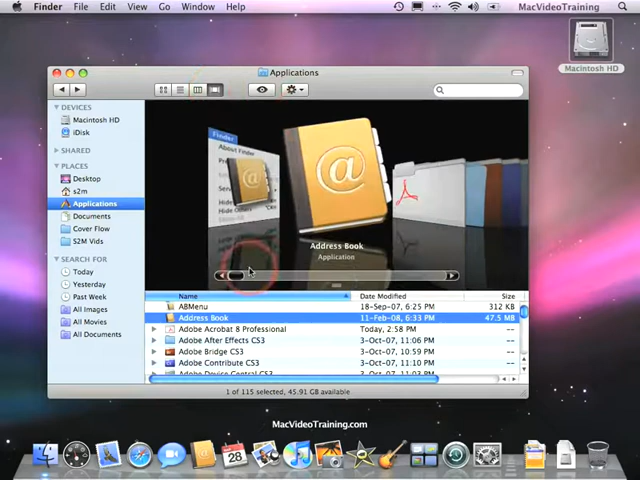 Finder File Edit View Go Window Help MacVideoTraining
Macintosh HD
Applications
DEVICES
Macintosh HD
iDisk
SHARED
PLACES
Desktop
s2m
Applications
Documents
Cover Flow
S2M Vids
SEARCH FOR
Today
Yesterday
Past Week
All Images
All Movies
All Documents
Finder
About Finder
Address Book
Application
Name Date Modified Size
ABMenu 18-Sep-07, 6:25 PM 312 KB
Address Book 11-Feb-08, 6:33 PM 47.5 MB
Adobe Acrobat 8 Professional Today, 2:58 PM --
Adobe After Effects CS3 3-Oct-07, 11:06 PM --
Adobe Bridge CS3 3-Oct-07, 10:59 PM --
Adobe Contribute CS3 3-Oct-07, 11:03 PM --
Adobe Device Central CS3
1 of 115 selected, 45.91 GB available
MacVideoTraining.com
28